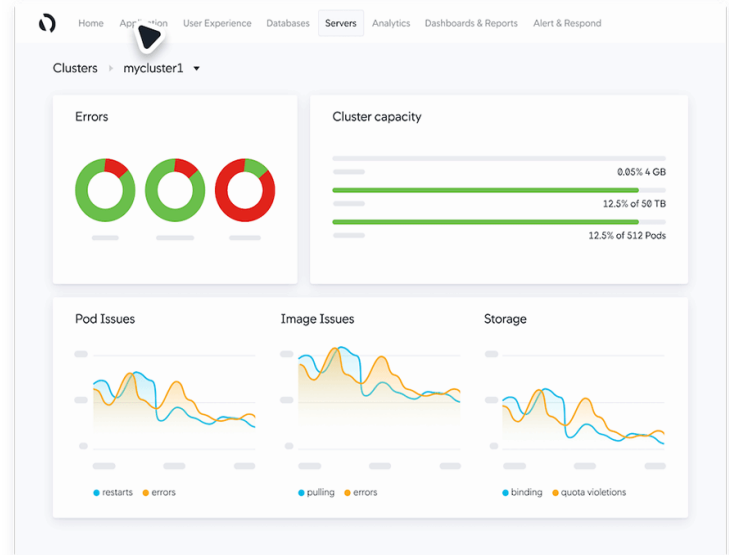 Home Application User Experience Databases Servers Analytics Dashboards & Reports Alert & Respond
Clusters mycluster1
Errors
Cluster capacity
0.05% 4 GB
12.5% of 50 TB
12.5% of 512 Pods
Pod Issues
Image Issues
Storage
restarts errors
pulling errors
binding quota violetions